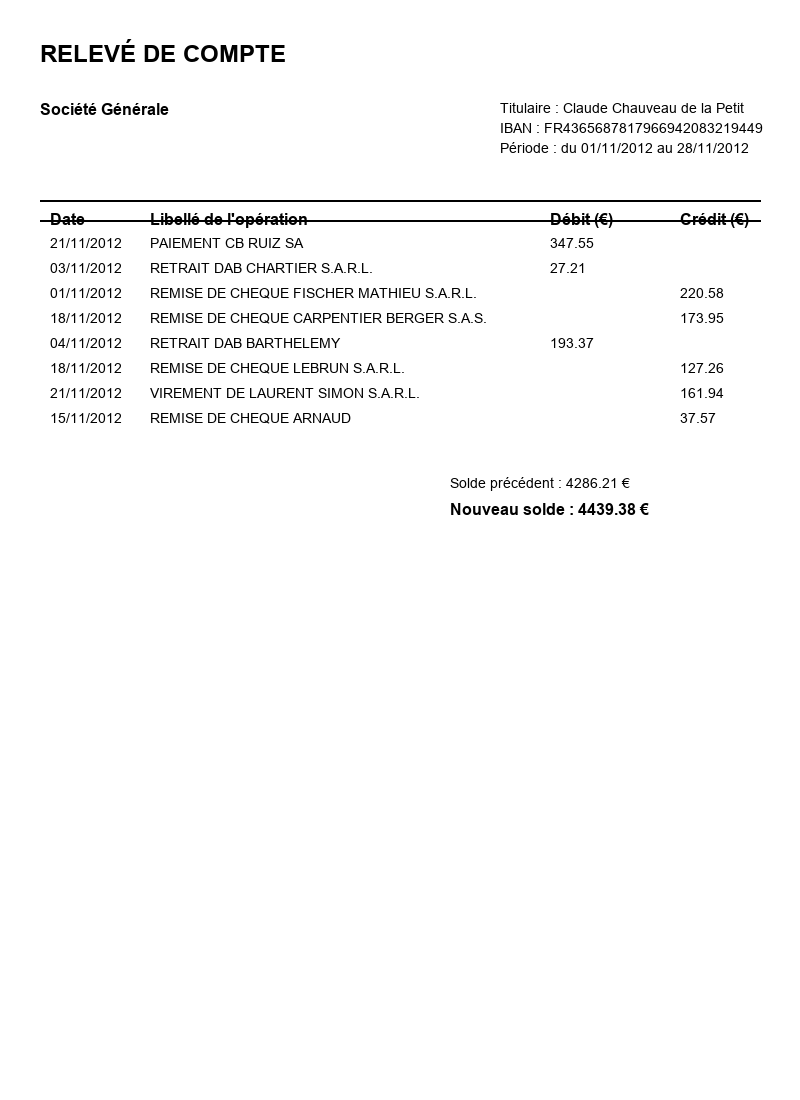 RELEVÉ DE COMPTE
Société Générale
Titulaire : Claude Chauveau de la Petit
IBAN : FR4365687817966942083219449
Période : du 01/11/2012 au 28/11/2012
Date Libellé de l'opération Débit (€) Crédit (€)
21/11/2012 PAIEMENT CB RUIZ SA 347.55
03/11/2012 RETRAIT DAB CHARTIER S.A.R.L. 27.21
01/11/2012 REMISE DE CHEQUE FISCHER MATHIEU S.A.R.L. 220.58
18/11/2012 REMISE DE CHEQUE CARPENTIER BERGER S.A.S. 173.95
04/11/2012 RETRAIT DAB BARTHELEMY 193.37
18/11/2012 REMISE DE CHEQUE LEBRUN S.A.R.L. 127.26
21/11/2012 VIREMENT DE LAURENT SIMON S.A.R.L. 161.94
15/11/2012 REMISE DE CHEQUE ARNAUD 37.57
Solde précédent : 4286.21 €
Nouveau solde : 4439.38 €